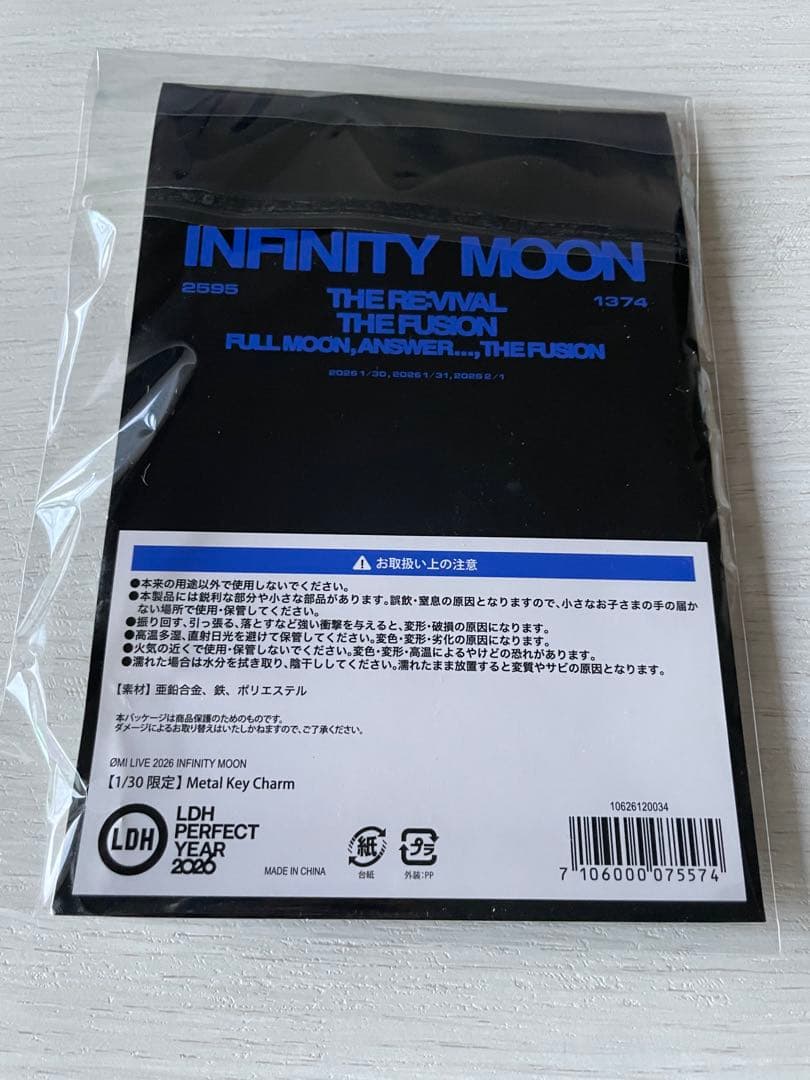 INFINITY MOON
2595
1374
THE RE:VIVAL
THE FUSION
FULL MOON, ANSWER..., THE FUSION
2026 1/30, 2026 1/31, 2026 2/1
お取扱い上の注意
●本来の用途以外で使用しないでください。
●本製品には鋭利な部分や小さな部品があります。誤飲・窒息の原因となりますので、小さなお子さまの手の届か
ない場所で使用・保管してください。
●振り回す、引っ張る、落とすなど強い衝撃を与えると、変形・破損の原因になります。
●高温多湿、直射日光を避けて保管してください。変色・変形・劣化の原因になります。
●火気の近くで使用・保管しないでください。変色・変形・高温によるやけどの恐れがあります。
●濡れた場合は水分を拭き取り、陰干ししてください。濡れたまま放置すると変質やサビの原因となります。
【素材】亜鉛合金、鉄、ポリエステル
本パッケージは商品保護のためのものです。
ダメージによるお取り替えはいたしかねますので、ご了承ください。
ØMI LIVE 2026 INFINITY MOON
【1/30 限定】Metal Key Charm
LDH
LDH
PERFECT
YEAR
2026
MADE IN CHINA
紙
台紙
プラ
外装:PP
10626120034
7 106000 075574